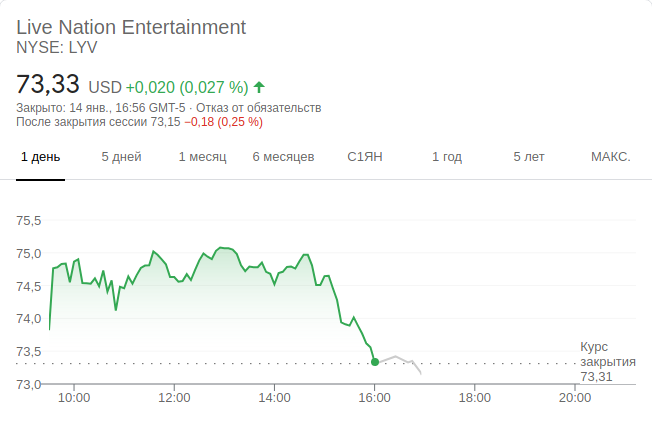 Live Nation Entertainment
NYSE: LYV
73,33 USD +0,020 (0,027 %)
Закрыто: 14 янв., 16:56 GMT-5 · Отказ от обязательств
После закрытия сессии 73,15 −0,18 (0,25 %)
1 день 5 дней 1 месяц 6 месяцев С1ЯН 1 год 5 лет МАКС.
75,5
75,0
74,5
74,0
73,5
73,0
Курс
закрытия
73,31
10:00 12:00 14:00 16:00 18:00 20:00